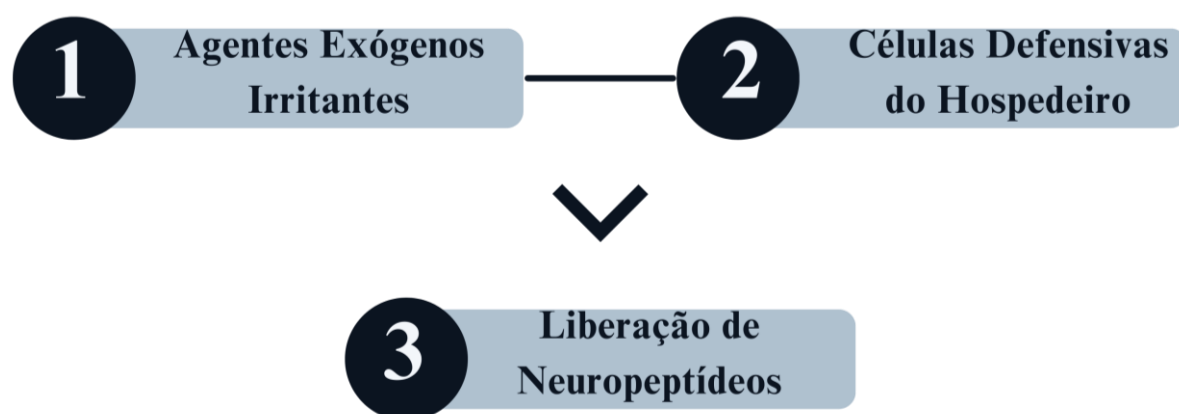 1
Agentes Exógenos
Irritantes
2
Células Defensivas
do Hospedeiro
3
Liberação de
Neuropeptídeos